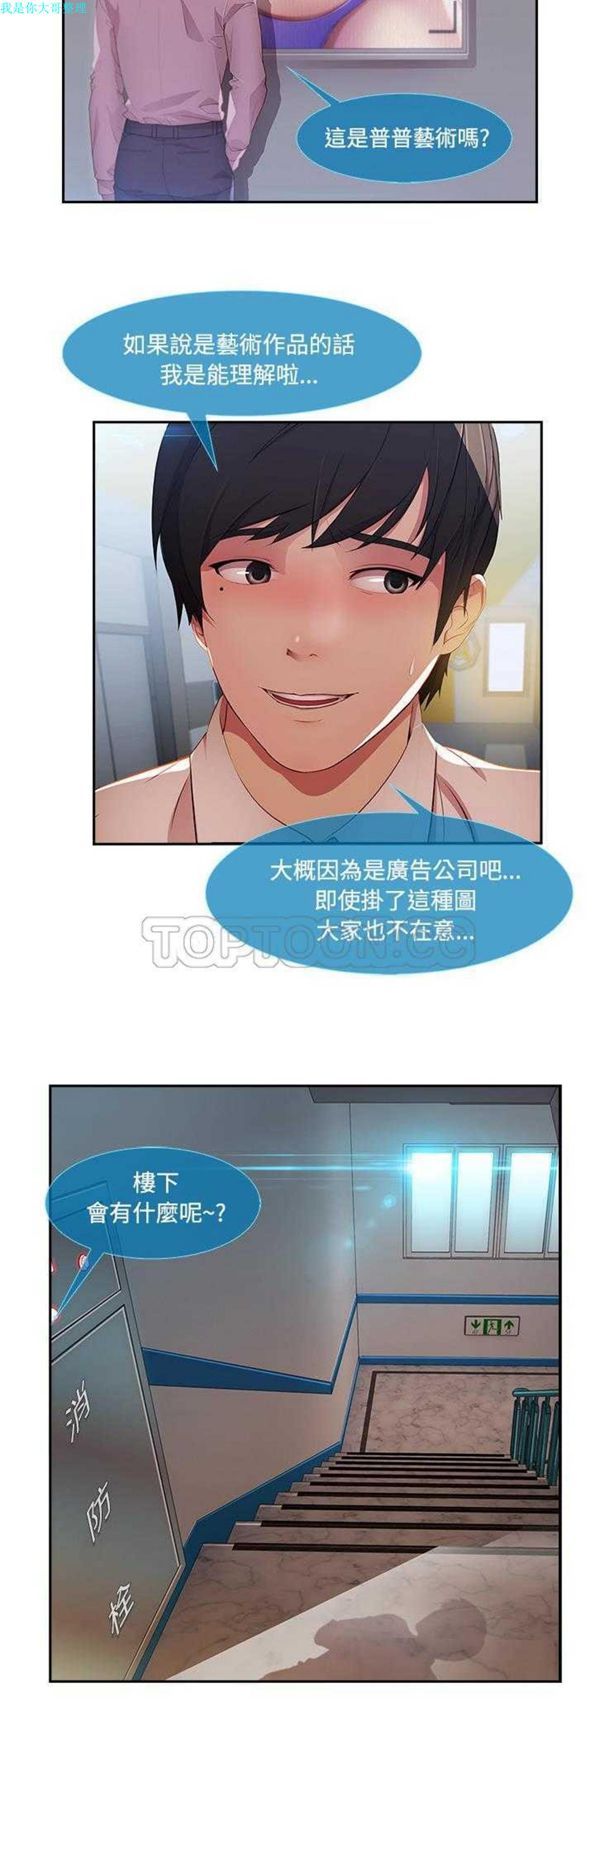 我是你大哥整理
這是普普藝術嗎?
如果說是藝術作品的話
我是能理解啦...
大概因為是廣告公司吧...
即使掛了這種圖
大家也不在意...
TOPTOON.CC
樓下
會有什麼呢~?
消
防
栓